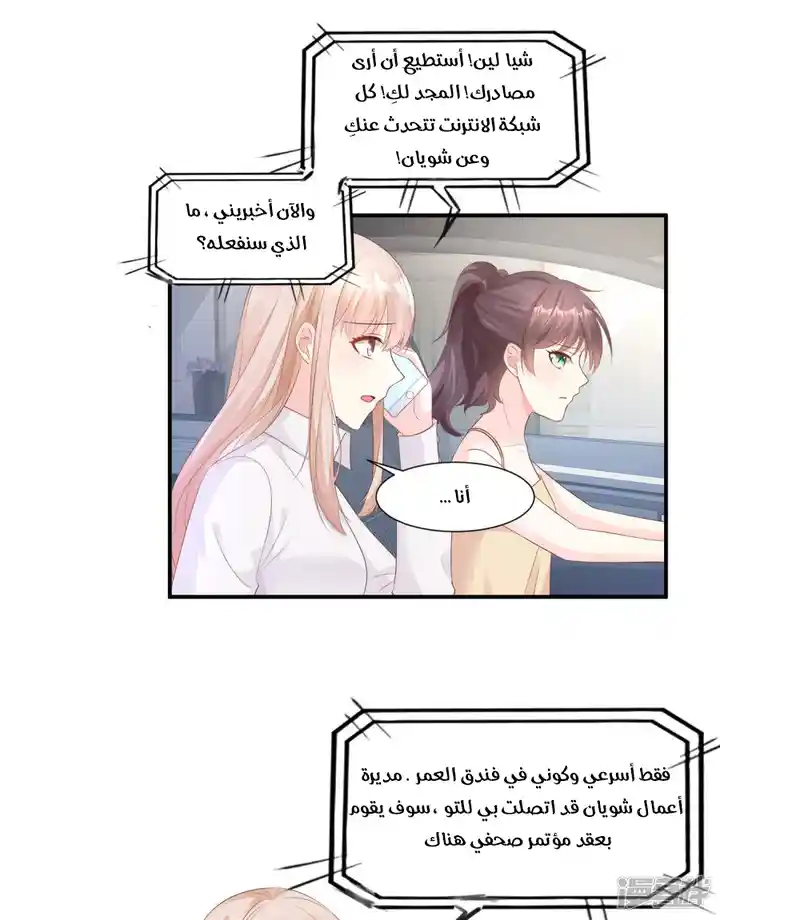 شيا لين! أستطيع أن أرى
مصادرك! المجد لكِ! كل
شبكة الانترنت تتحدث عنكِ
وعن شويان!
والآن أخبريني ، ما
الذي سنفعله؟
أنا ...
فقط أسرعي وكوني في فندق العمر . مديرة
أعمال شويان قد اتصلت بي للتو ، سوف يقوم
بعقد مؤتمر صحفي هناك